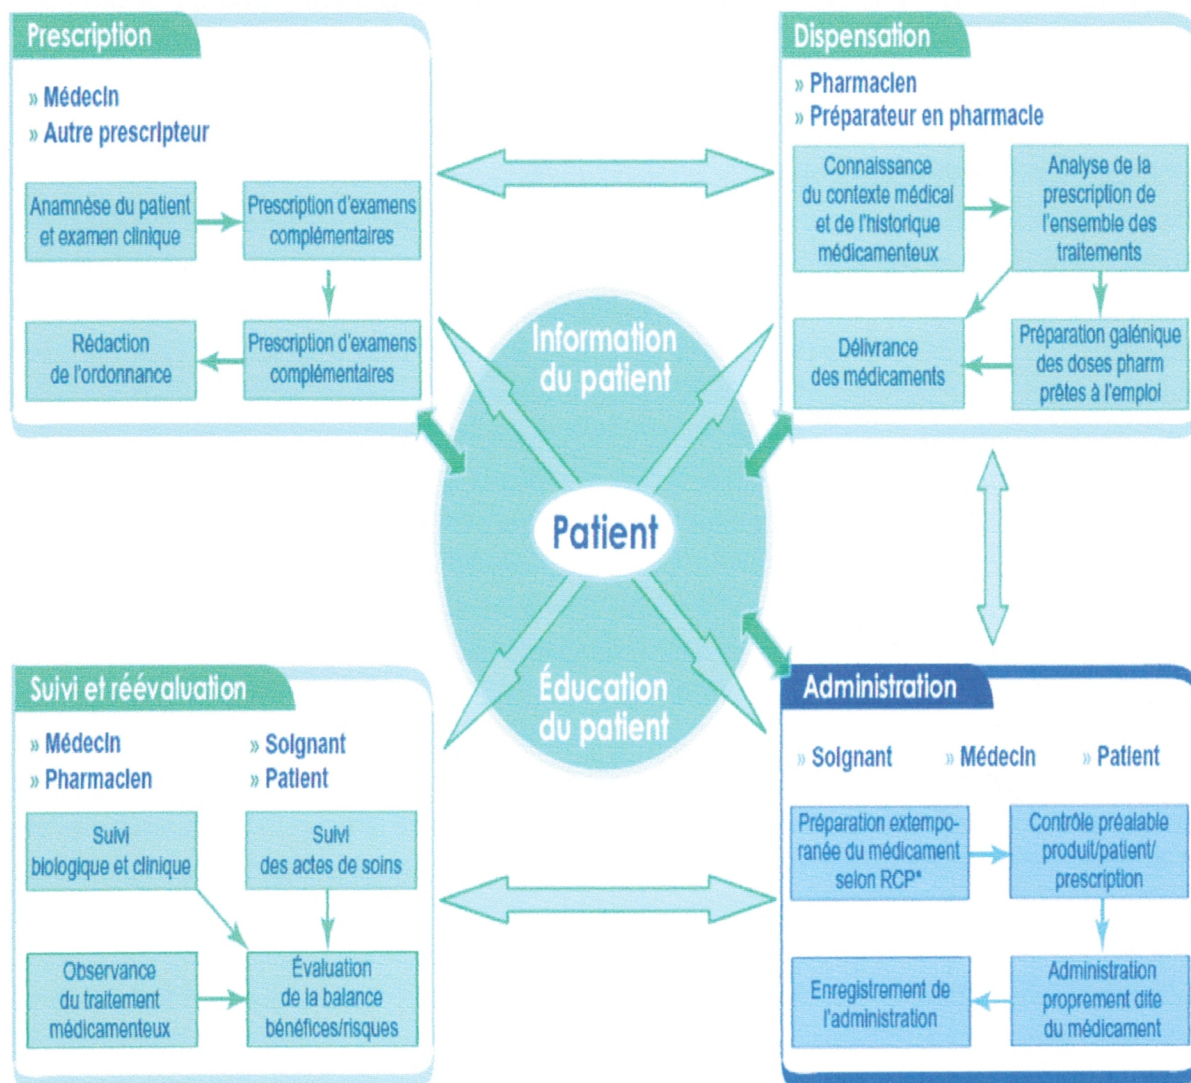 Prescription
» Médecin
» Autre prescripteur
Anamnèse du patient
et examen clinique
Prescription d'examens
complémentaires
Rédaction
de l'ordonnance
Prescription d'examens
complémentaires
Dispensation
» Pharmacien
» Préparateur en pharmacie
Connaissance
du contexte médical
et de l'historique
médicamenteux
Analyse de la
prescription de
l'ensemble des
traitements
Délivrance
des médicaments
Préparation galénique
des doses pharm
prêtes à l'emploi
Information
du patient
Patient
Éducation
du patient
Suivi et réévaluation
» Médecin
» Pharmacien
» Soignant
» Patient
Suivi
biologique et clinique
Suivi
des actes de soins
Observance
du traitement
médicamenteux
Évaluation
de la balance
bénéfices/risques
Administration
» Soignant » Médecin » Patient
Préparation extempo-
ranée du médicament
selon RCP*
Contrôle préalable
produit/patient/
prescription
Enregistrement de
l'administration
Administration
proprement dite
du médicament